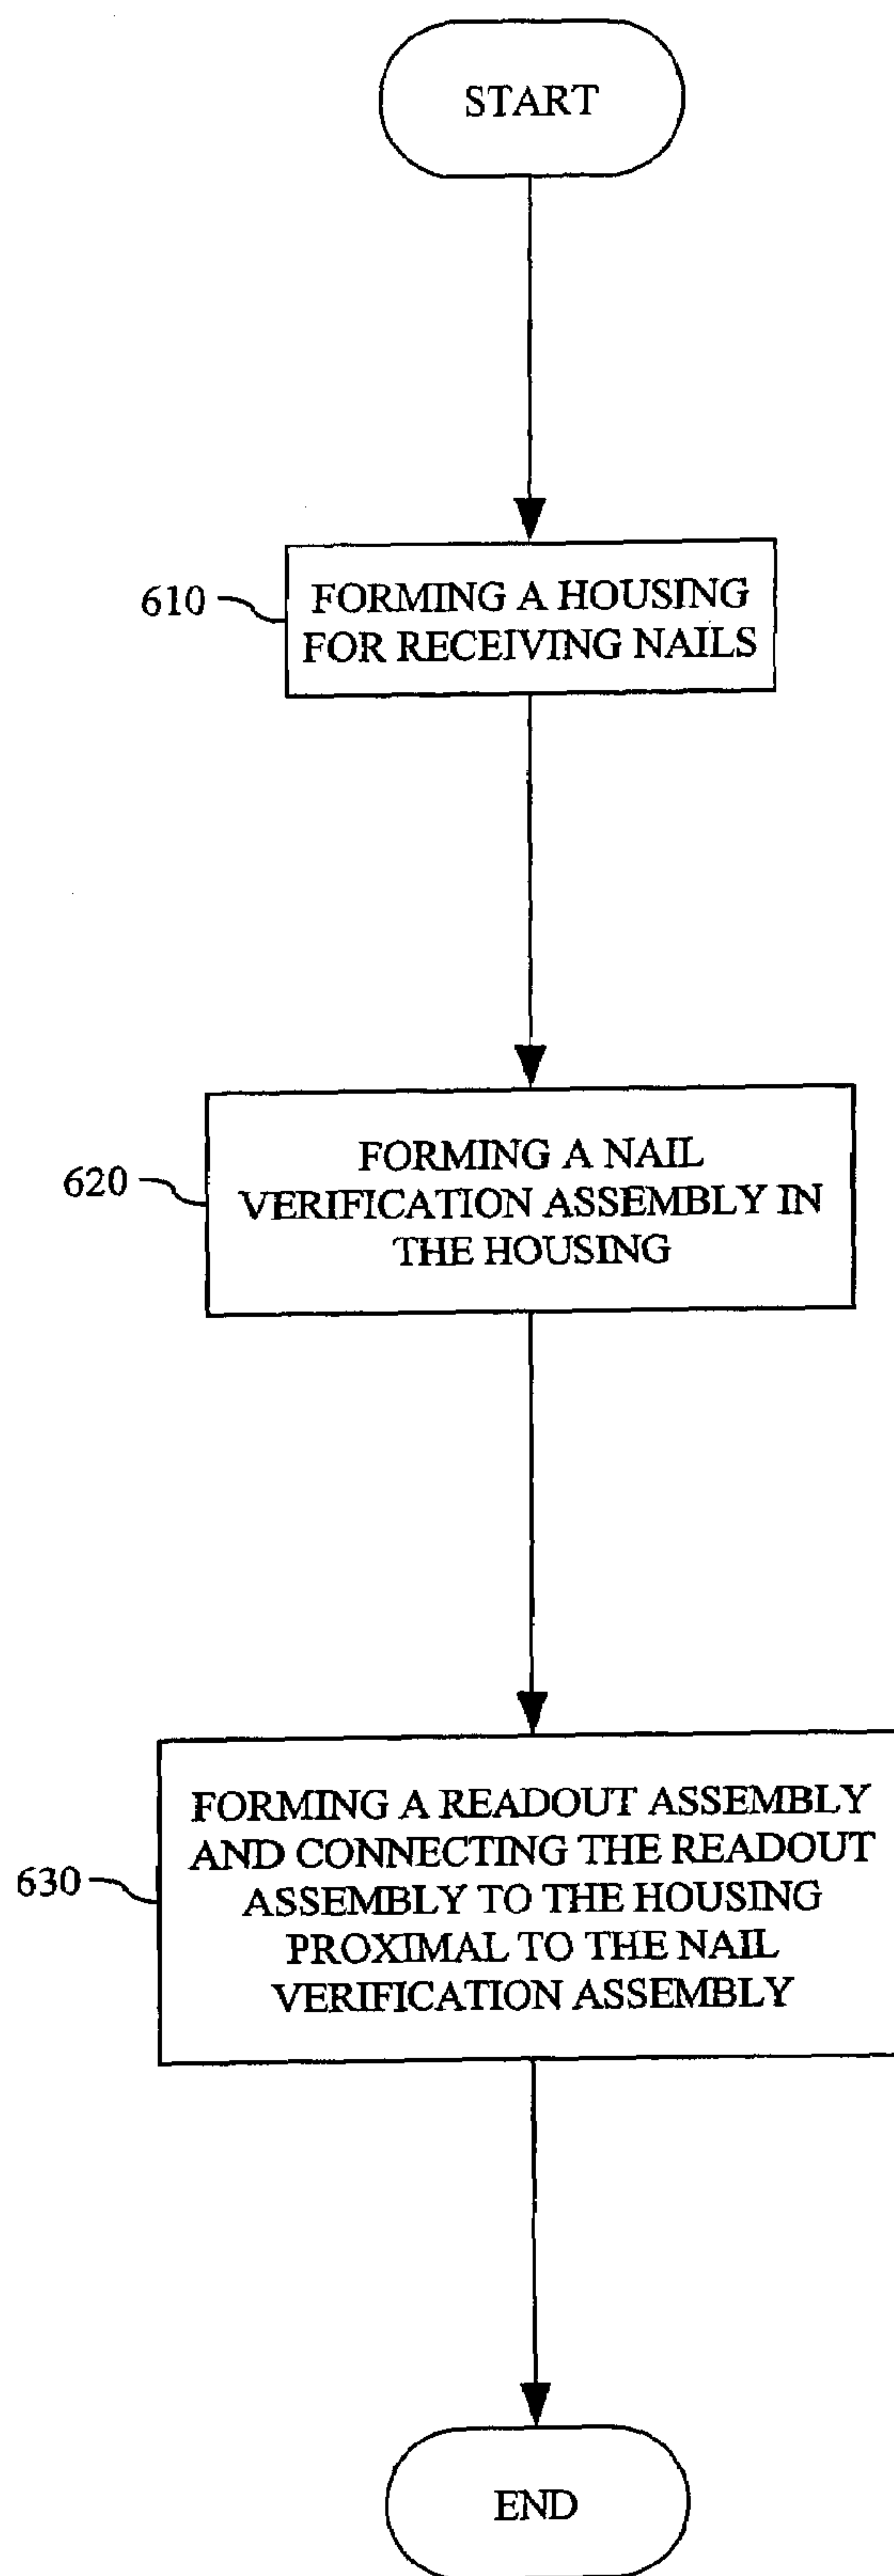 START
610
FORMING A HOUSING
FOR RECEIVING NAILS
620
FORMING A NAIL
VERIFICATION ASSEMBLY IN
THE HOUSING
630
FORMING A READOUT ASSEMBLY
AND CONNECTING THE READOUT
ASSEMBLY TO THE HOUSING
PROXIMAL TO THE NAIL
VERIFICATION ASSEMBLY
END